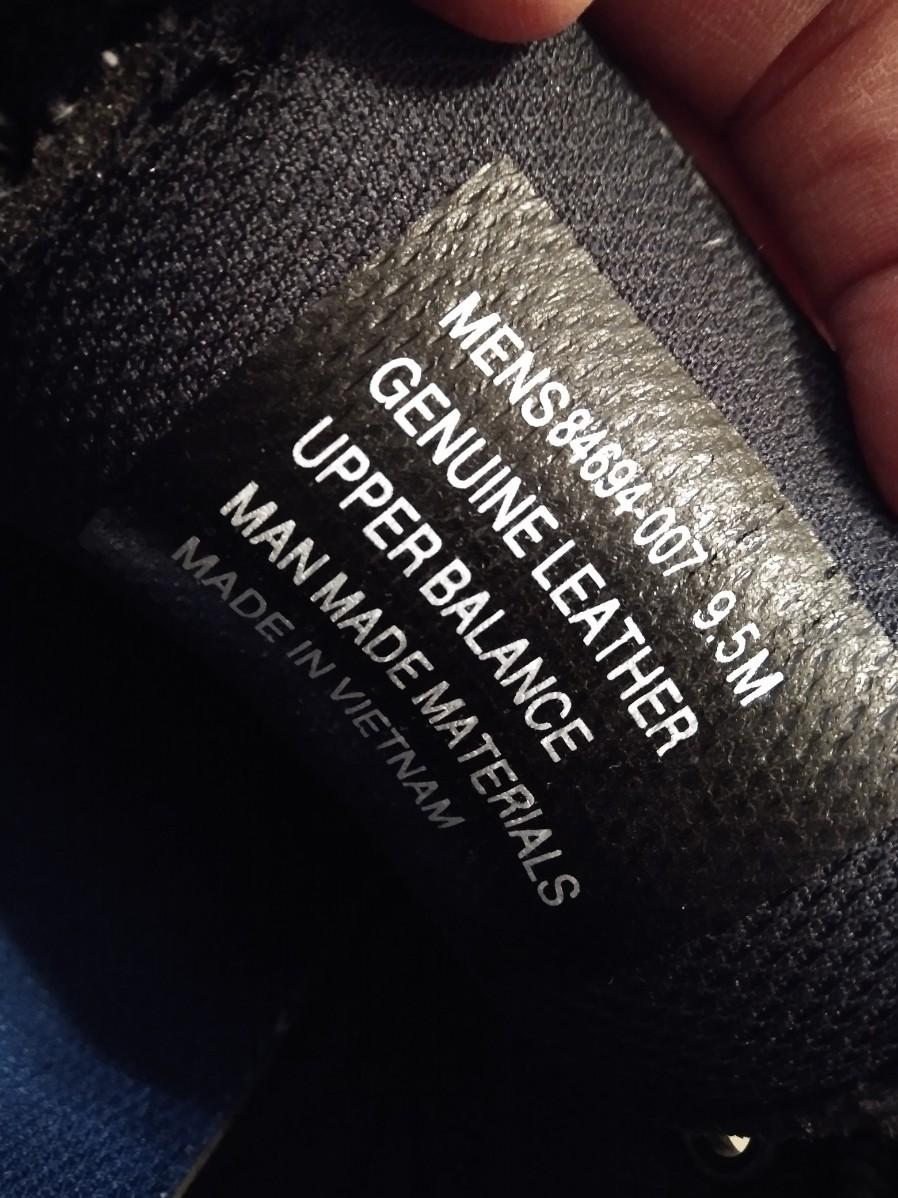 MENS 84694-007 9.5M
GENUINE LEATHER
UPPER BALANCE
MAN MADE MATERIALS
MADE IN VIETNAM